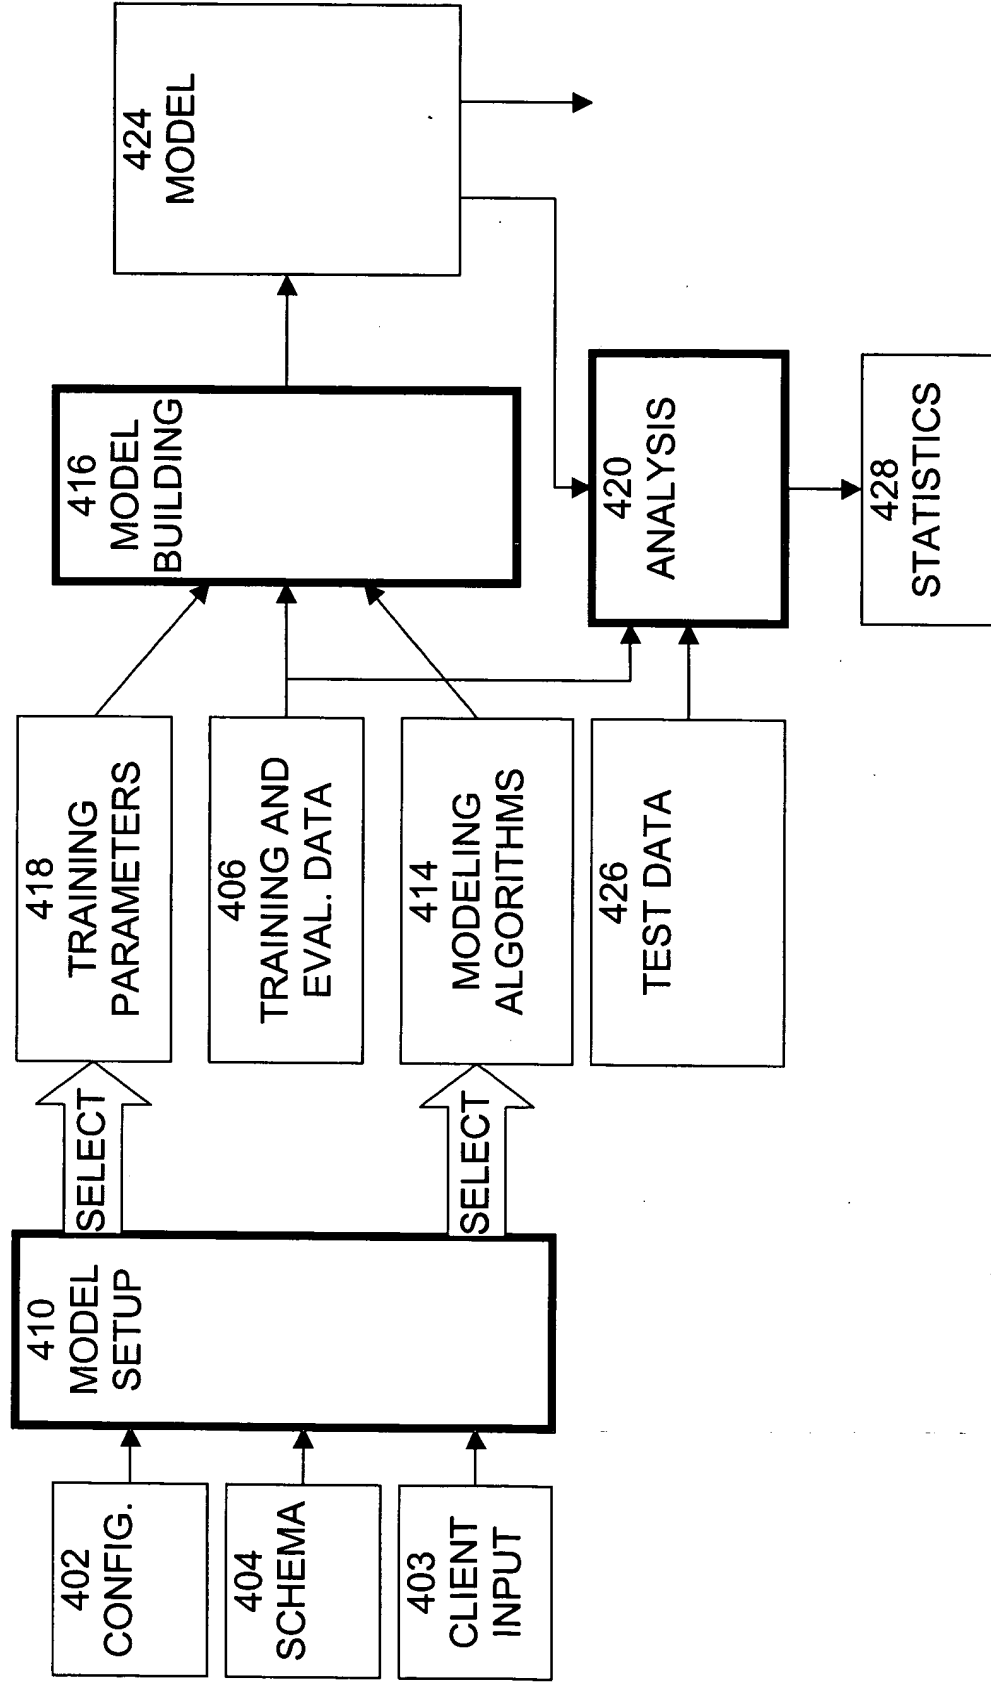 402
CONFIG.
404
SCHEMA
403
CLIENT
INPUT
410
MODEL
SETUP
SELECT
SELECT
418
TRAINING
PARAMETERS
406
TRAINING AND
EVAL. DATA
414
MODELING
ALGORITHMS
426
TEST DATA
416
MODEL
BUILDING
420
ANALYSIS
424
MODEL
428
STATISTICS